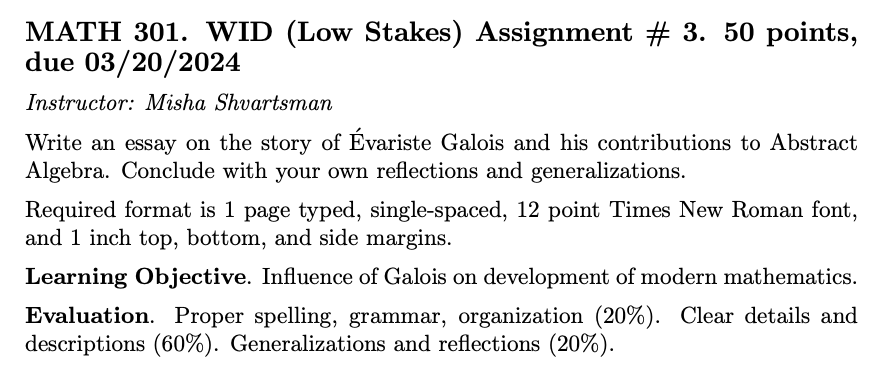 MATH 301. WID (Low Stakes) Assignment # 3. 50 points,
due 03/20/2024
Instructor: Misha Shvartsman
Write an essay on the story of Évariste Galois and his contributions to Abstract
Algebra. Conclude with your own reflections and generalizations.
Required format is 1 page typed, single-spaced, 12 point Times New Roman font,
and 1 inch top, bottom, and side margins.
Learning Objective. Influence of Galois on development of modern mathematics.
Evaluation. Proper spelling, grammar, organization (20%). Clear details and
descriptions (60%). Generalizations and reflections (20%).